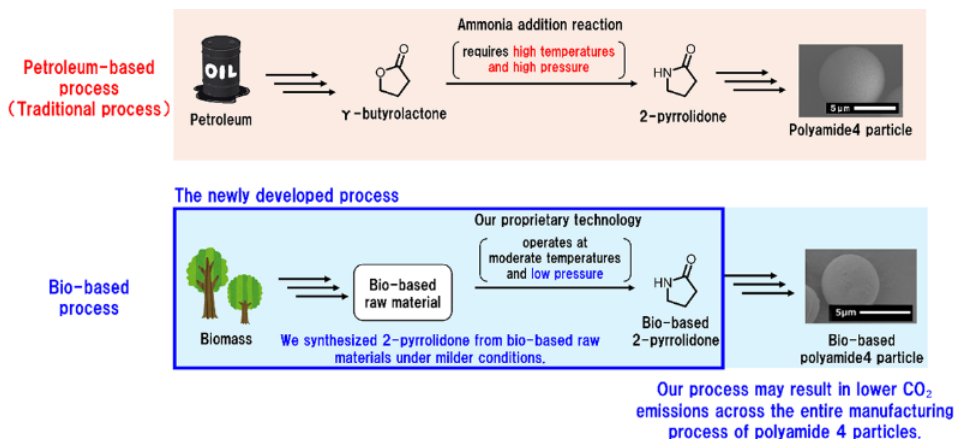 Ammonia addition reaction
requires high temperatures
and high pressure
Petroleum-based
process
(Traditional process)
OIL
Petroleum
O
O
γ-butyrolactone
O
HN
2-pyrrolidone
5μm
Polyamide4 particle
The newly developed process
Our proprietary technology
operates at
moderate temperatures
and low pressure
Bio-based
process
Biomass
Bio-based
raw material
O
HN
Bio-based
2-pyrrolidone
We synthesized 2-pyrrolidone from bio-based raw
materials under milder conditions.
5μm
Bio-based
polyamide4 particle
Our process may result in lower CO₂
emissions across the entire manufacturing
process of polyamide 4 particles.